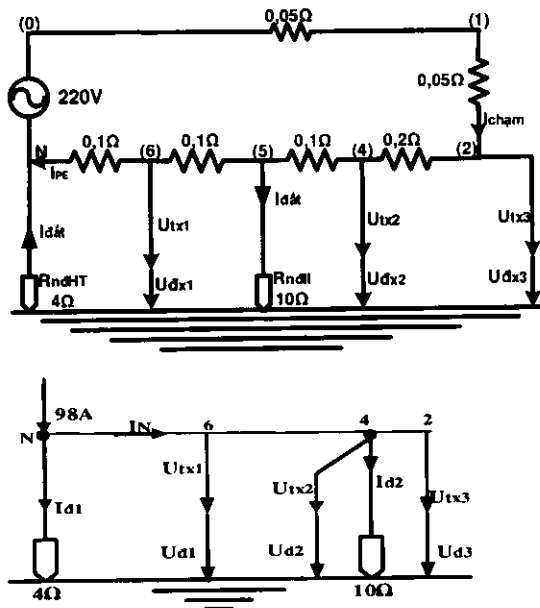 (0) 0,05Ω (1)
220V 0,05Ω
Ichạm
N 0,1Ω (6) 0,1Ω (5) 0,1Ω (4) 0,2Ω (2)
IPE
Iđất Utx1 Iđất Utx2 Utx3
RndHT Uđx1 Rndll Uđx2 Uđx3
4Ω 10Ω
98A
N IN 6 4 2
Utx1
Id1 Utx2 Id2 Utx3
Ud1 Ud2 Ud3
4Ω 10Ω